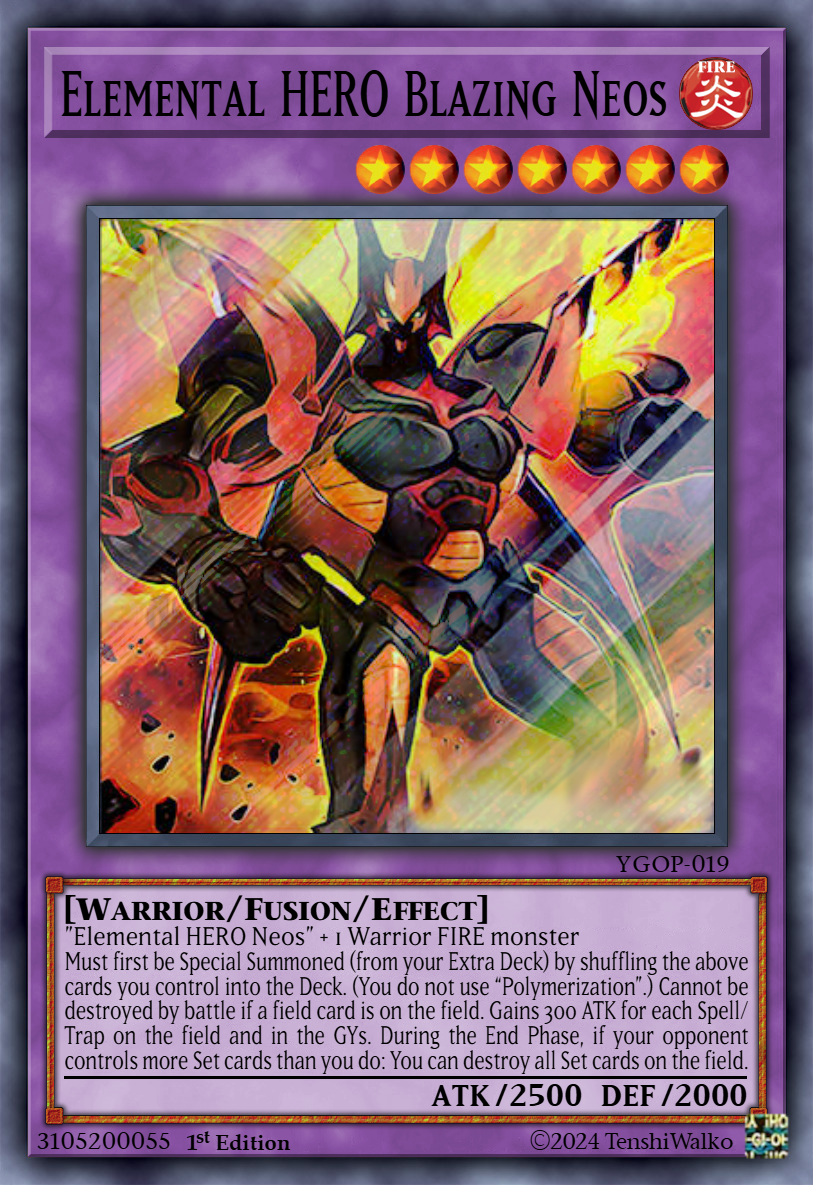 Elemental HERO Blazing Neos
FIRE
炎
YGOP-019
[Warrior/Fusion/Effect]
"Elemental HERO Neos" + 1 Warrior FIRE monster
Must first be Special Summoned (from your Extra Deck) by shuffling the above
cards you control into the Deck. (You do not use “Polymerization”.) Cannot be
destroyed by battle if a field card is on the field. Gains 300 ATK for each Spell/
Trap on the field and in the GYs. During the End Phase, if your opponent
controls more Set cards than you do: You can destroy all Set cards on the field.
ATK/2500 DEF/2000
3105200055 1st Edition ©2024 TenshiWalko